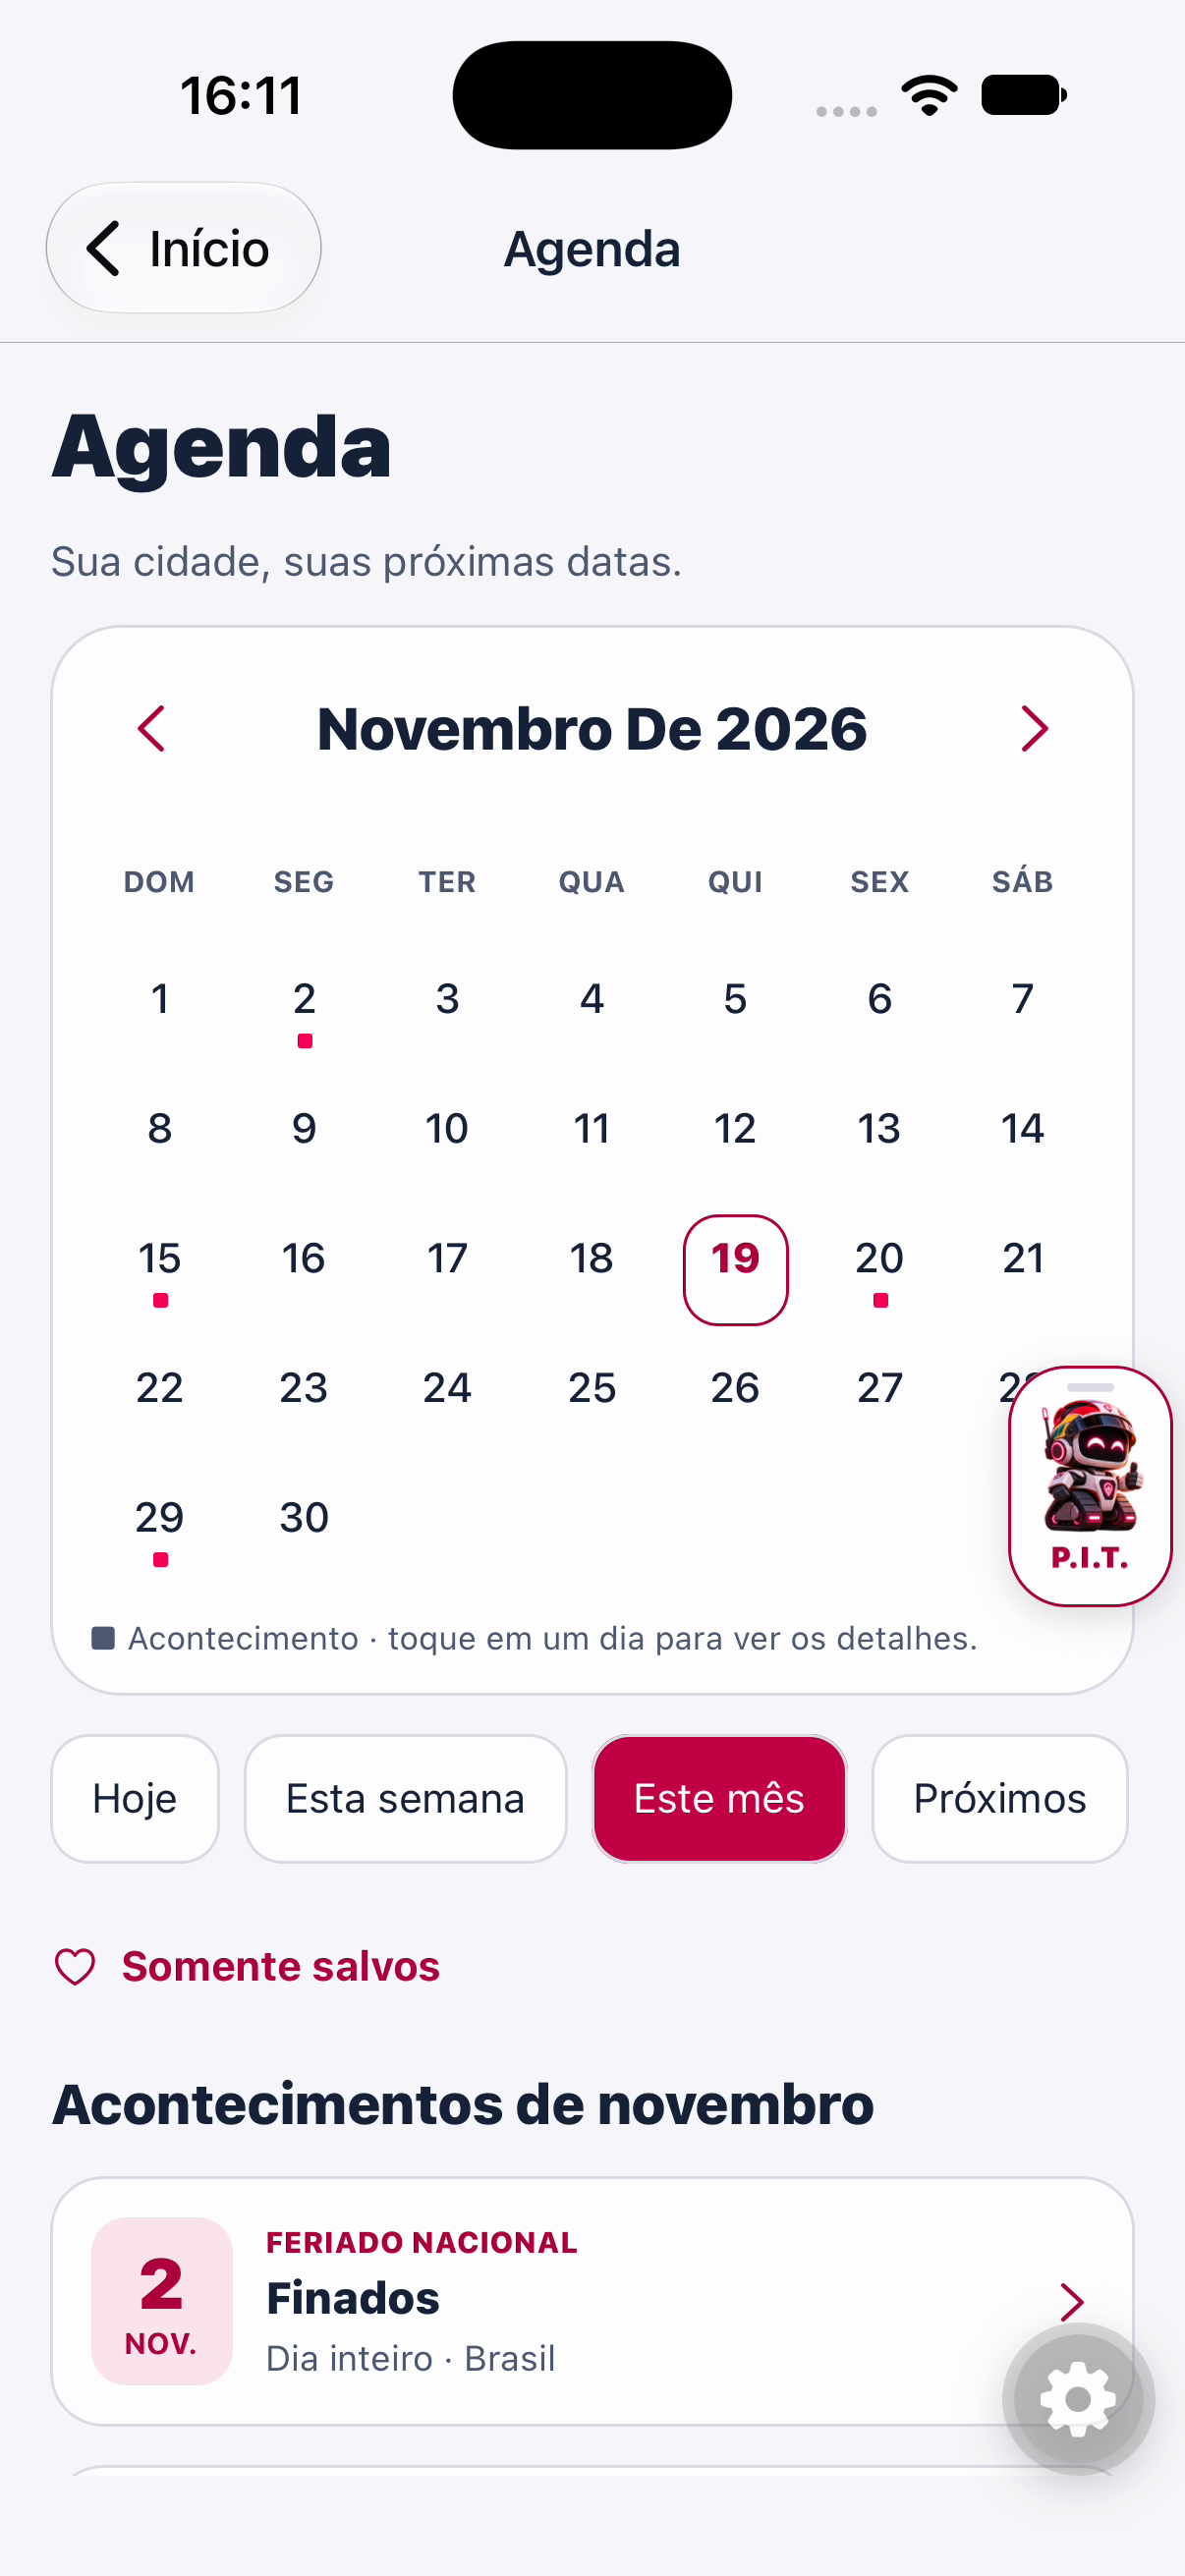 16:11
Início
Agenda
Agenda
Sua cidade, suas próximas datas.
Novembro De 2026
DOM SEG TER QUA QUI SEX SÁB
1 2 3 4 5 6 7
8 9 10 11 12 13 14
15 16 17 18 19 20 21
22 23 24 25 26 27
29 30
P.I.T.
Acontecimento · toque em um dia para ver os detalhes.
Hoje
Esta semana
Este mês
Próximos
Somente salvos
Acontecimentos de novembro
2
NOV.
FERIADO NACIONAL
Finados
Dia inteiro · Brasil